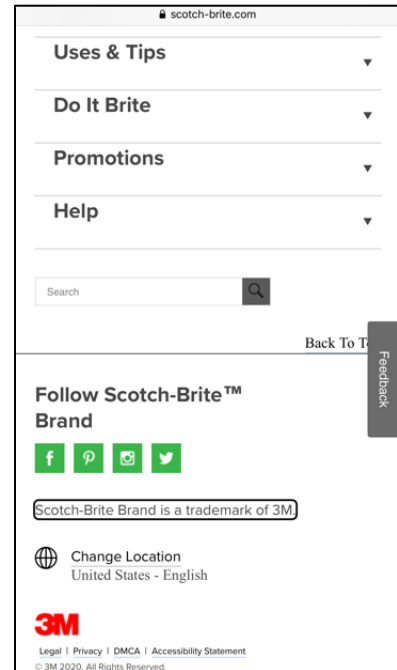 scotch-brite.com
Uses & Tips
Do It Brite
Promotions
Help
Search
Back To T
Feedback
Follow Scotch-Brite™
Brand
Scotch-Brite Brand is a trademark of 3M.
Change Location
United States - English
3M
Legal | Privacy | DMCA | Accessibility Statement
© 3M 2020. All Rights Reserved.